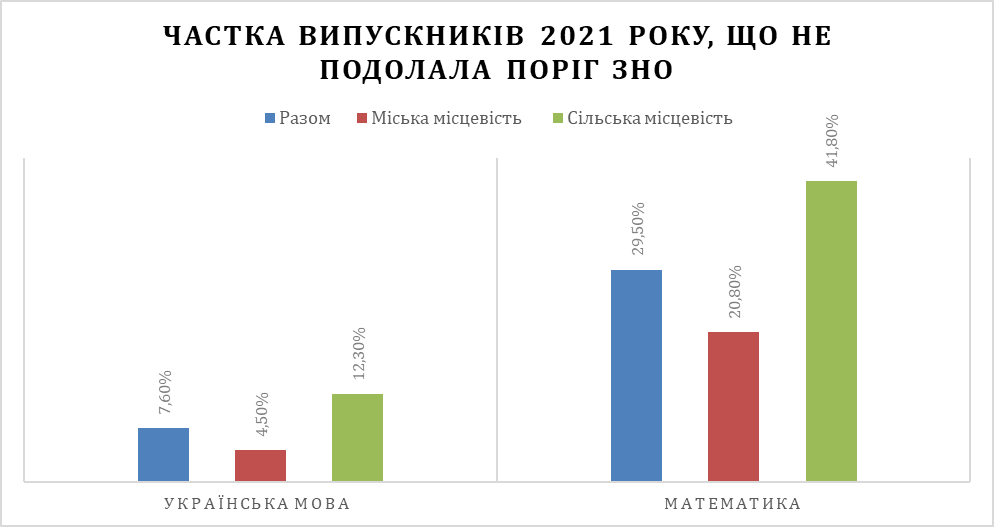 ЧАСТКА ВИПУСКНИКІВ 2021 РОКУ, ЩО НЕ
ПОДОЛАЛА ПОРІГ ЗНО
Разом Міська місцевість Сільська місцевість
7,60%
4,50%
12,30%
29,50%
20,80%
41,80%
УКРАЇНСЬКА МОВА
МАТЕМАТИКА